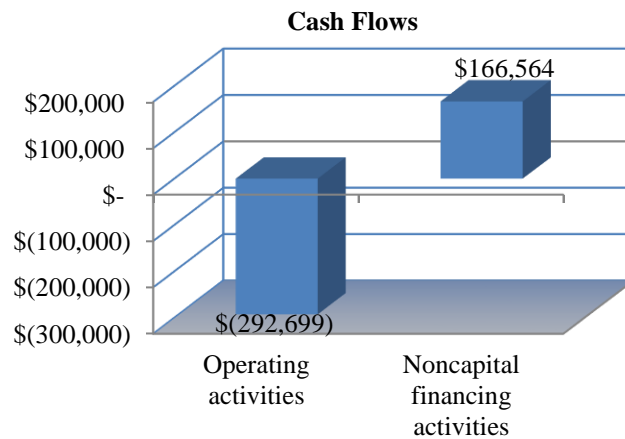 Cash Flows
$166,564
$200,000
$100,000
$-
$(100,000)
$(200,000)
$(300,000)
$(292,699)
Operating
activities
Noncapital
financing
activities